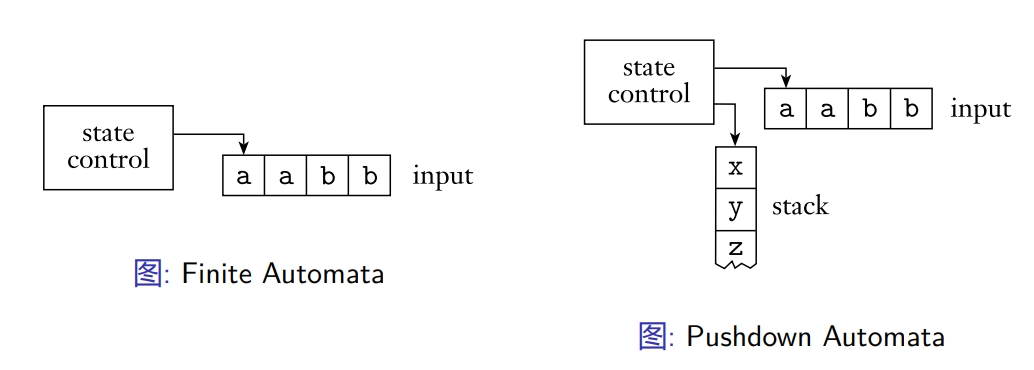 state
control
a a b b
input
图: Finite Automata
state
control
a a b b
input
x
y
z
stack
图: Pushdown Automata